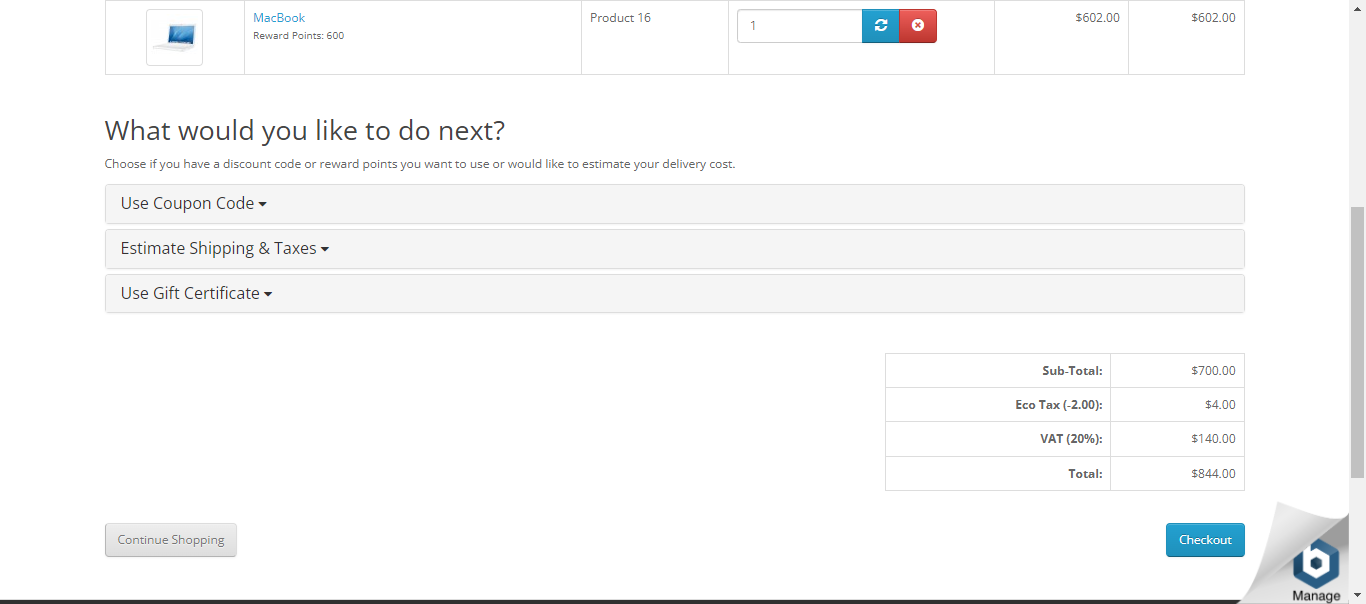 MacBook
Reward Points: 600
Product 16
1
$602.00
$602.00
What would you like to do next?
Choose if you have a discount code or reward points you want to use or would like to estimate your delivery cost.
Use Coupon Code
Estimate Shipping & Taxes
Use Gift Certificate
Sub-Total: $700.00
Eco Tax (-2.00): $4.00
VAT (20%): $140.00
Total: $844.00
Continue Shopping
Checkout
b
Manage